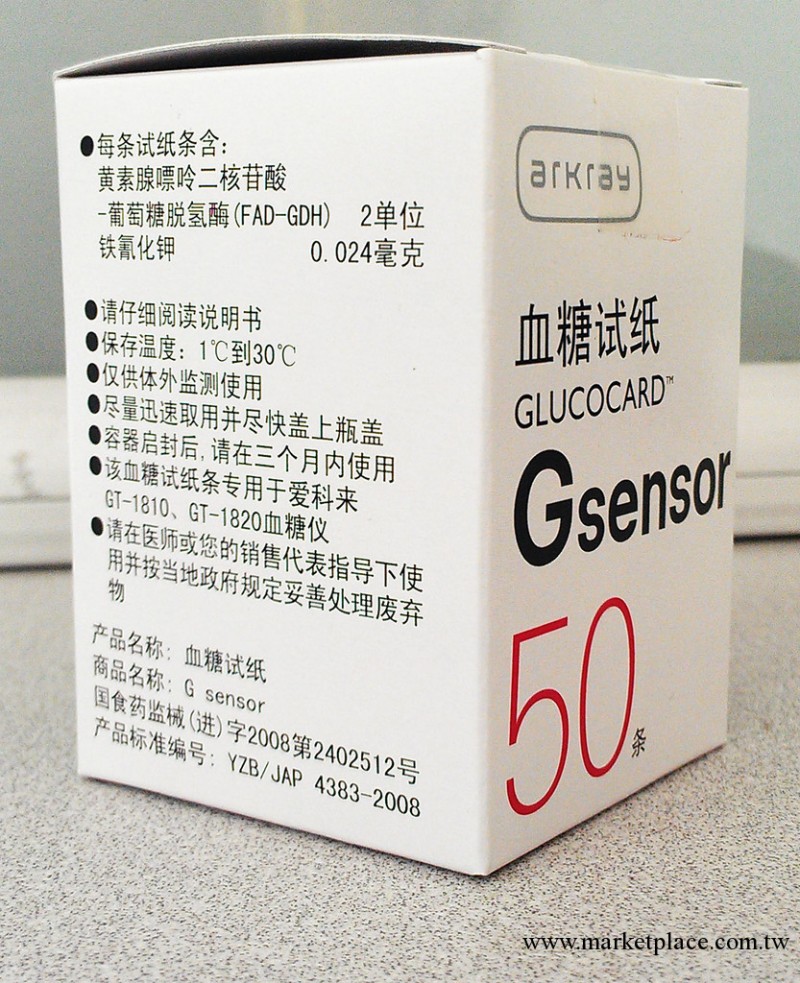 ●每条试纸条含:
黄素腺嘌呤二核苷酸
-葡萄糖脱氢酶(FAD-GDH) 2单位
铁氰化钾 0.024毫克
●请仔细阅读说明书
●保存温度: 1℃到30℃
●仅供体外监测使用
●尽量迅速取用并尽快盖上瓶盖
●容器启封后,请在三个月内使用
●该血糖试纸条专用于爱科来
GT-1810、GT-1820血糖仪
●请在医师或您的销售代表指导下使
用并按当地政府规定妥善处理废弃
物
产品名称: 血糖试纸
商品名称: G sensor
国食药监械(进)字2008第2402512号
产品标准编号: YZB/JAP 4383-2008
arkray
血糖试纸
GLUCOCARD™
Gsensor
50条
www.marketplace.com.tw